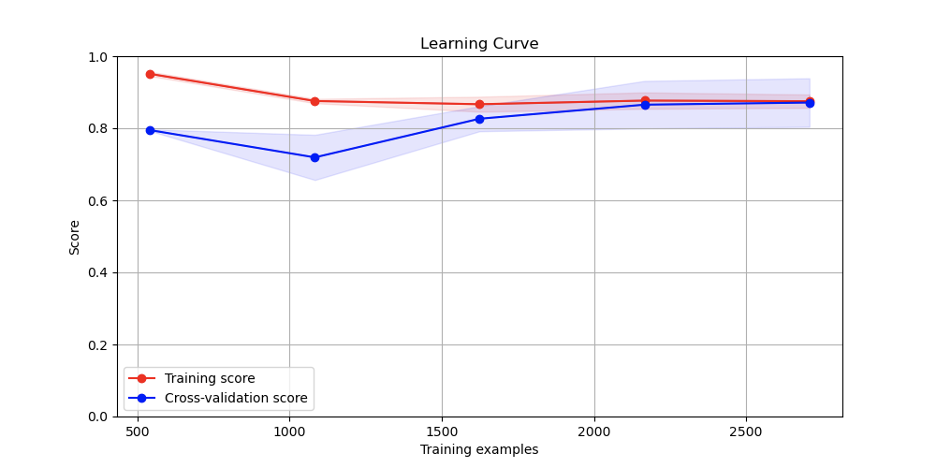 Learning Curve
1.0
0.8
0.6
0.4
0.2
0.0
Score
Training score
Cross-validation score
500
1000
1500
2000
2500
Training examples